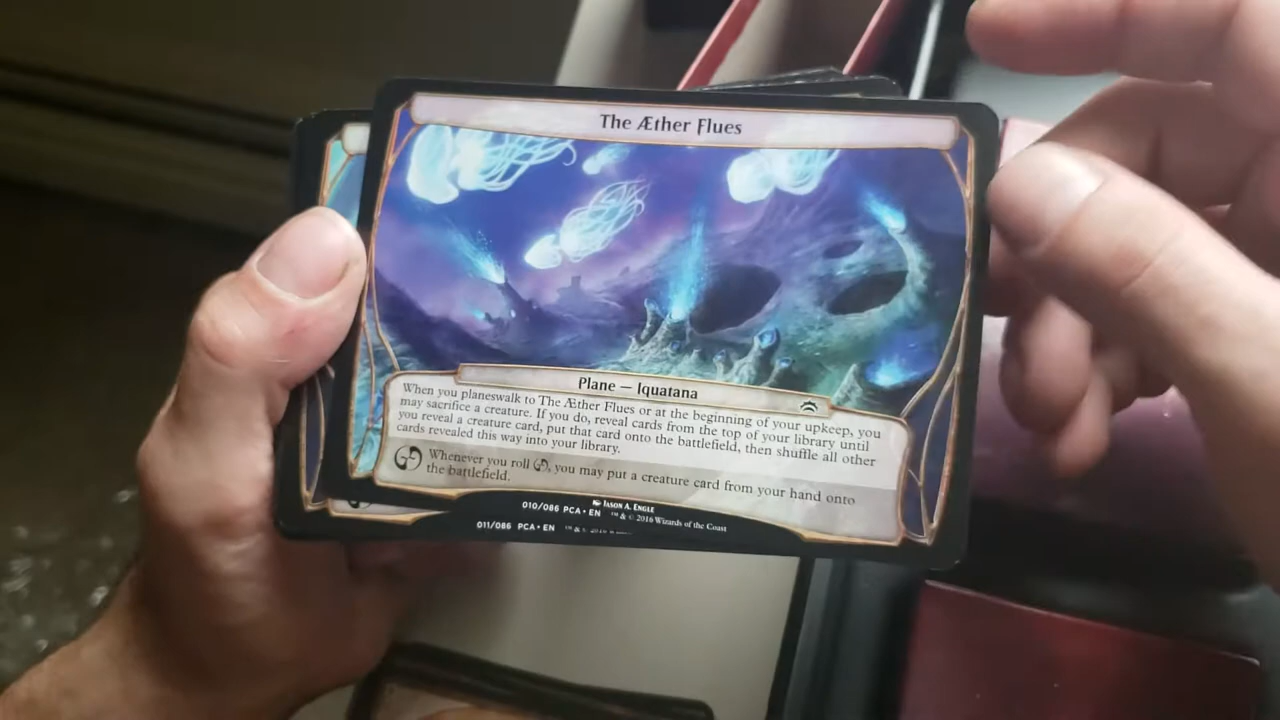 The Æther Flues
Plane — Iquatana
When you planeswalk to The Æther Flues or at the beginning of your upkeep, you
may sacrifice a creature. If you do, reveal cards from the top of your library until
you reveal a creature card, put that card onto the battlefield, then shuffle all other
cards revealed this way into your library.
Whenever you roll , you may put a creature card from your hand onto
the battlefield.
010/086 PCA • EN Jason A. Engle
™ & © 2016 Wizards of the Coast
011/086 PCA • EN ™ & ©